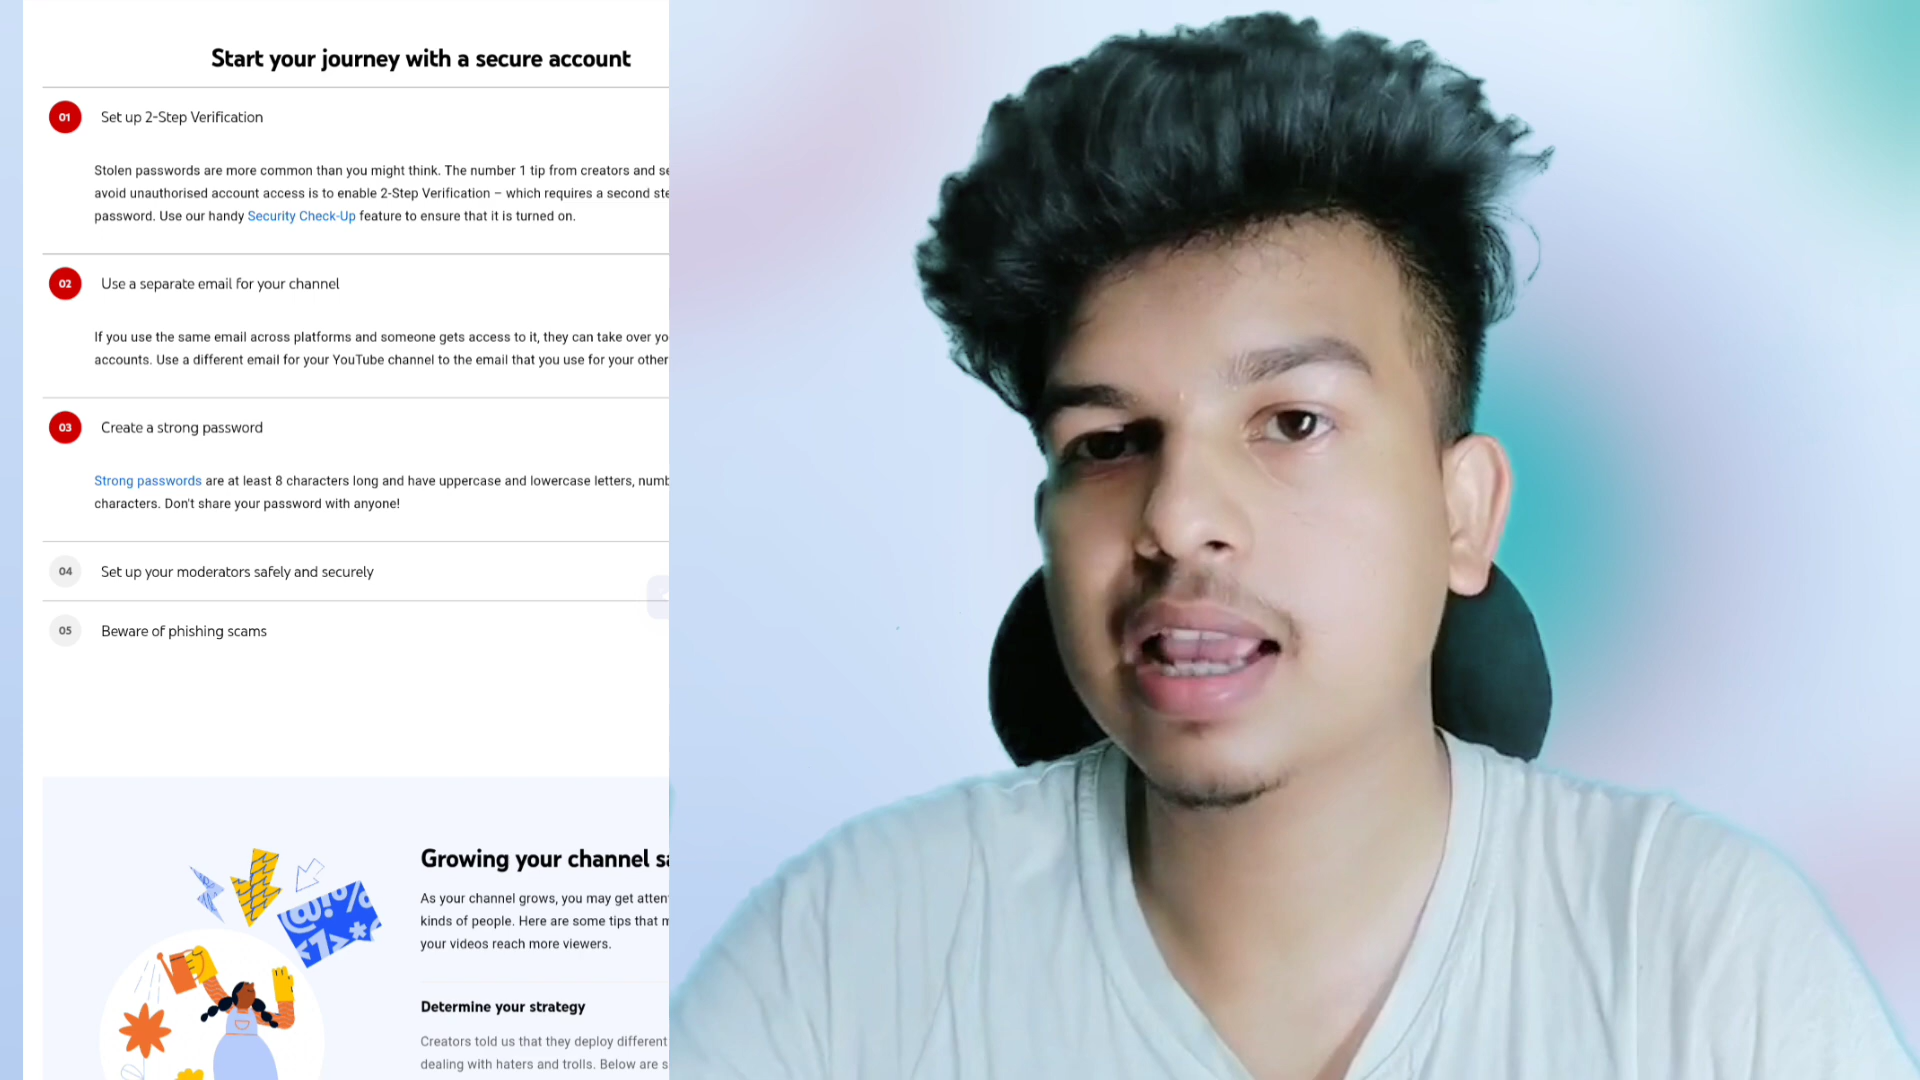 Start your journey with a secure account
01 Set up 2-Step Verification
Stolen passwords are more common than you might think. The number 1 tip from creators and
avoid unauthorised account access is to enable 2-Step Verification – which requires a second
password. Use our handy Security Check-Up feature to ensure that it is turned on.
02 Use a separate email for your channel
If you use the same email across platforms and someone gets access to it, they can take over
accounts. Use a different email for your YouTube channel to the email that you use for your other
03 Create a strong password
Strong passwords are at least 8 characters long and have uppercase and lowercase letters,
characters. Don't share your password with anyone!
04 Set up your moderators safely and securely
05 Beware of phishing scams
Growing your channel
As your channel grows, you may get
kinds of people. Here are some tips that
your videos reach more viewers.
Determine your strategy
Creators told us that they deploy different
dealing with haters and trolls. Below are